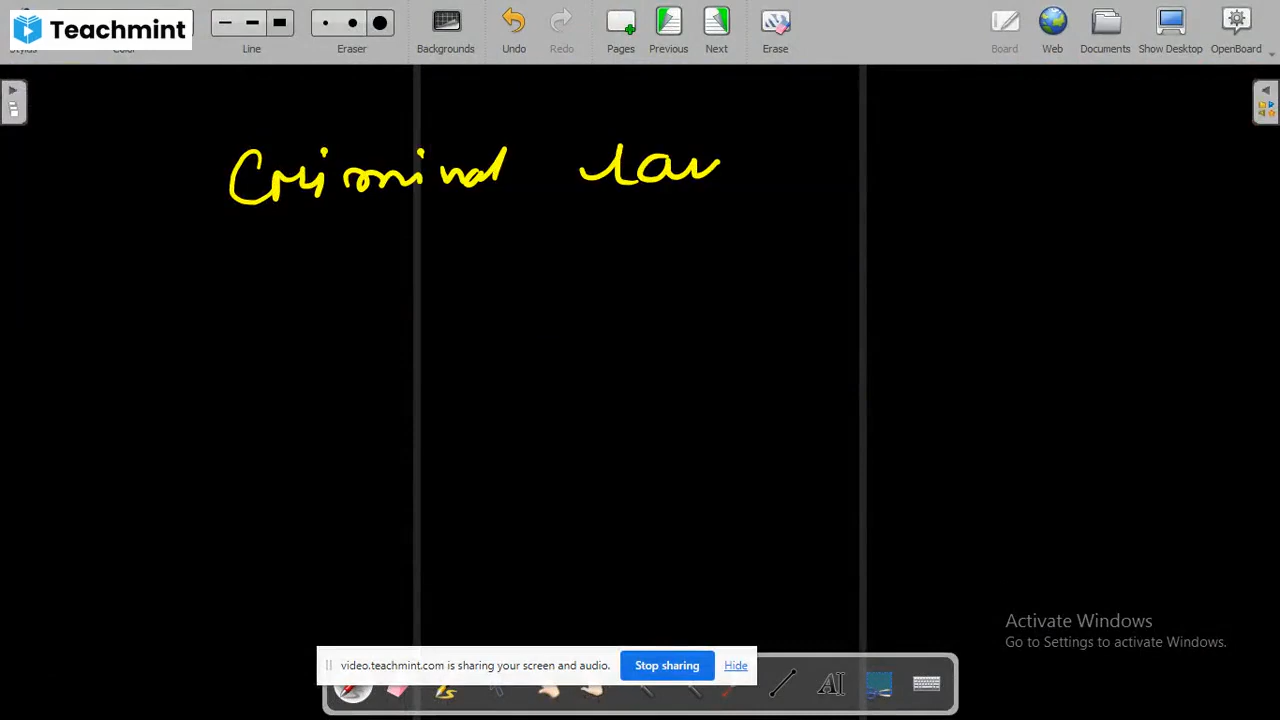 Teachmint
Line
Eraser
Backgrounds
Undo
Redo
Pages
Previous
Next
Erase
Board
Web
Documents
Show Desktop
OpenBoard
Criminal law
Activate Windows
Go to Settings to activate Windows.
video.teachmint.com is sharing your screen and audio.
Stop sharing
Hide
AI